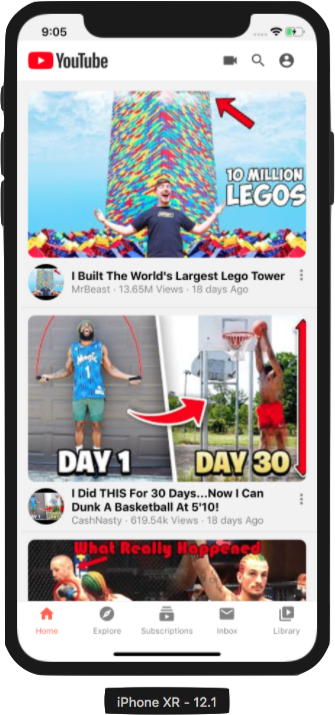 9:05
YouTube
10 MILLION
LEGOS
I Built The World's Largest Lego Tower
MrBeast · 13.65M Views · 18 days Ago
MAGIC
1
DAY 1
DAY 30
I Did THIS For 30 Days...Now I Can
Dunk A Basketball At 5'10!
CashNasty · 619.54k Views · 18 days Ago
What Really Happened
Home
Explore
Subscriptions
Inbox
Library
iPhone XR - 12.1